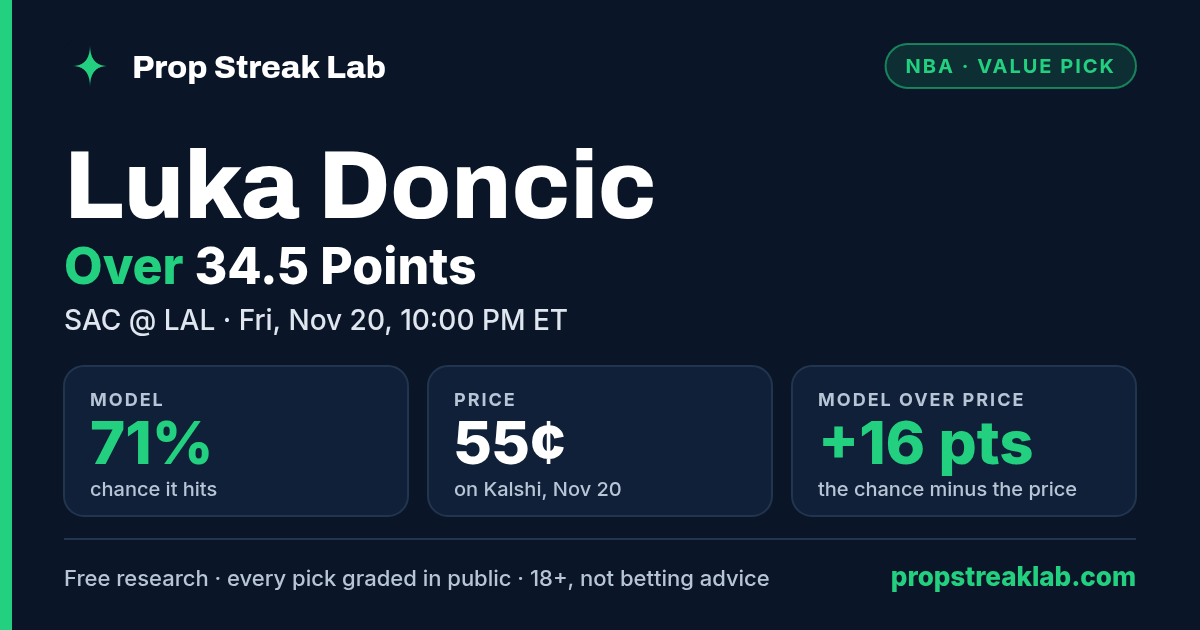 Prop Streak Lab
NBA · VALUE PICK
Luka Doncic
Over 34.5 Points
SAC @ LAL · Fri, Nov 20, 10:00 PM ET
MODEL
71%
chance it hits
PRICE
55¢
on Kalshi, Nov 20
MODEL OVER PRICE
+16 pts
the chance minus the price
Free research · every pick graded in public · 18+, not betting advice
propstreaklab.com